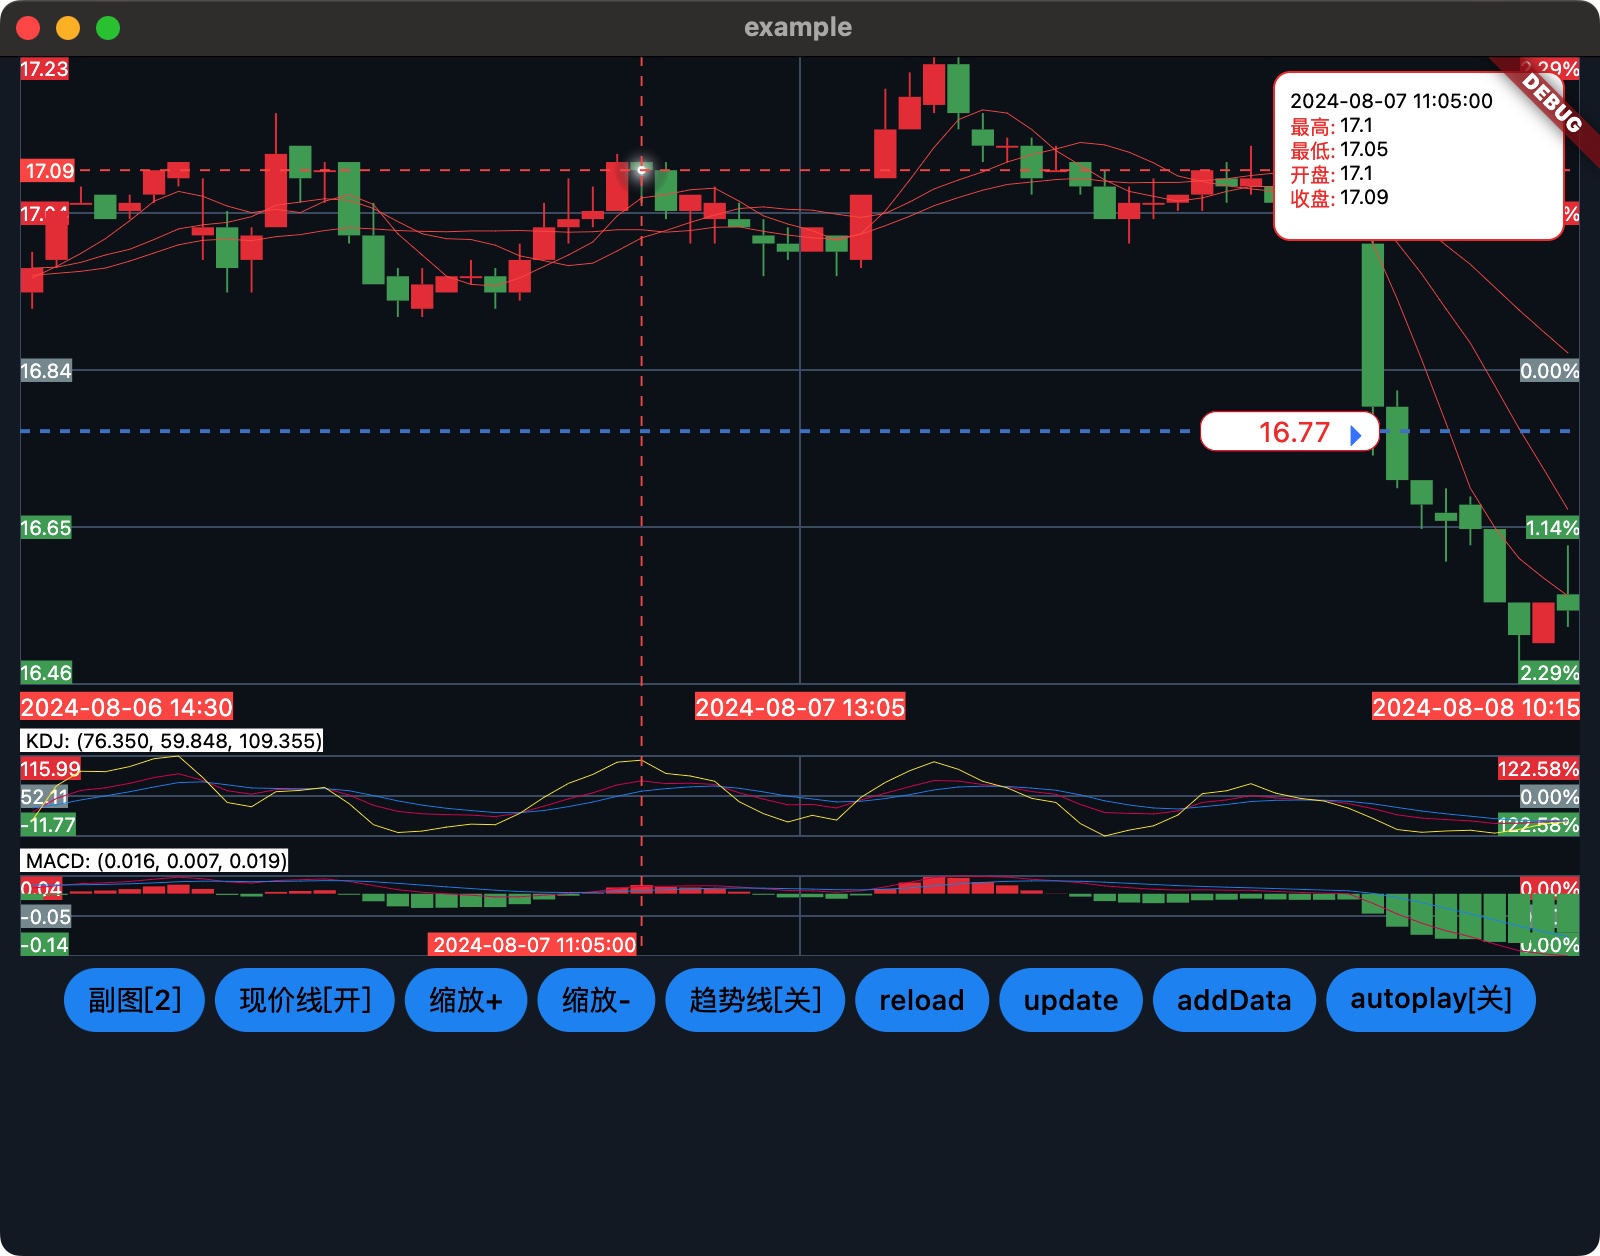 example
17.23
2.29%
DEBUG
2024-08-07 11:05:00
最高: 17.1
最低: 17.05
开盘: 17.1
收盘: 17.09
17.09
17.04
%
16.84
0.00%
16.77
16.65
1.14%
16.46
2.29%
2024-08-06 14:30
2024-08-07 13:05
2024-08-08 10:15
KDJ: (76.350, 59.848, 109.355)
115.99
122.58%
52.11
0.00%
-11.77
122.58%
MACD: (0.016, 0.007, 0.019)
0.04
0.00%
-0.05
-0.14
0.00%
2024-08-07 11:05:00
副图[2]
现价线[开]
缩放+
缩放-
趋势线[关]
reload
update
addData
autoplay[关]